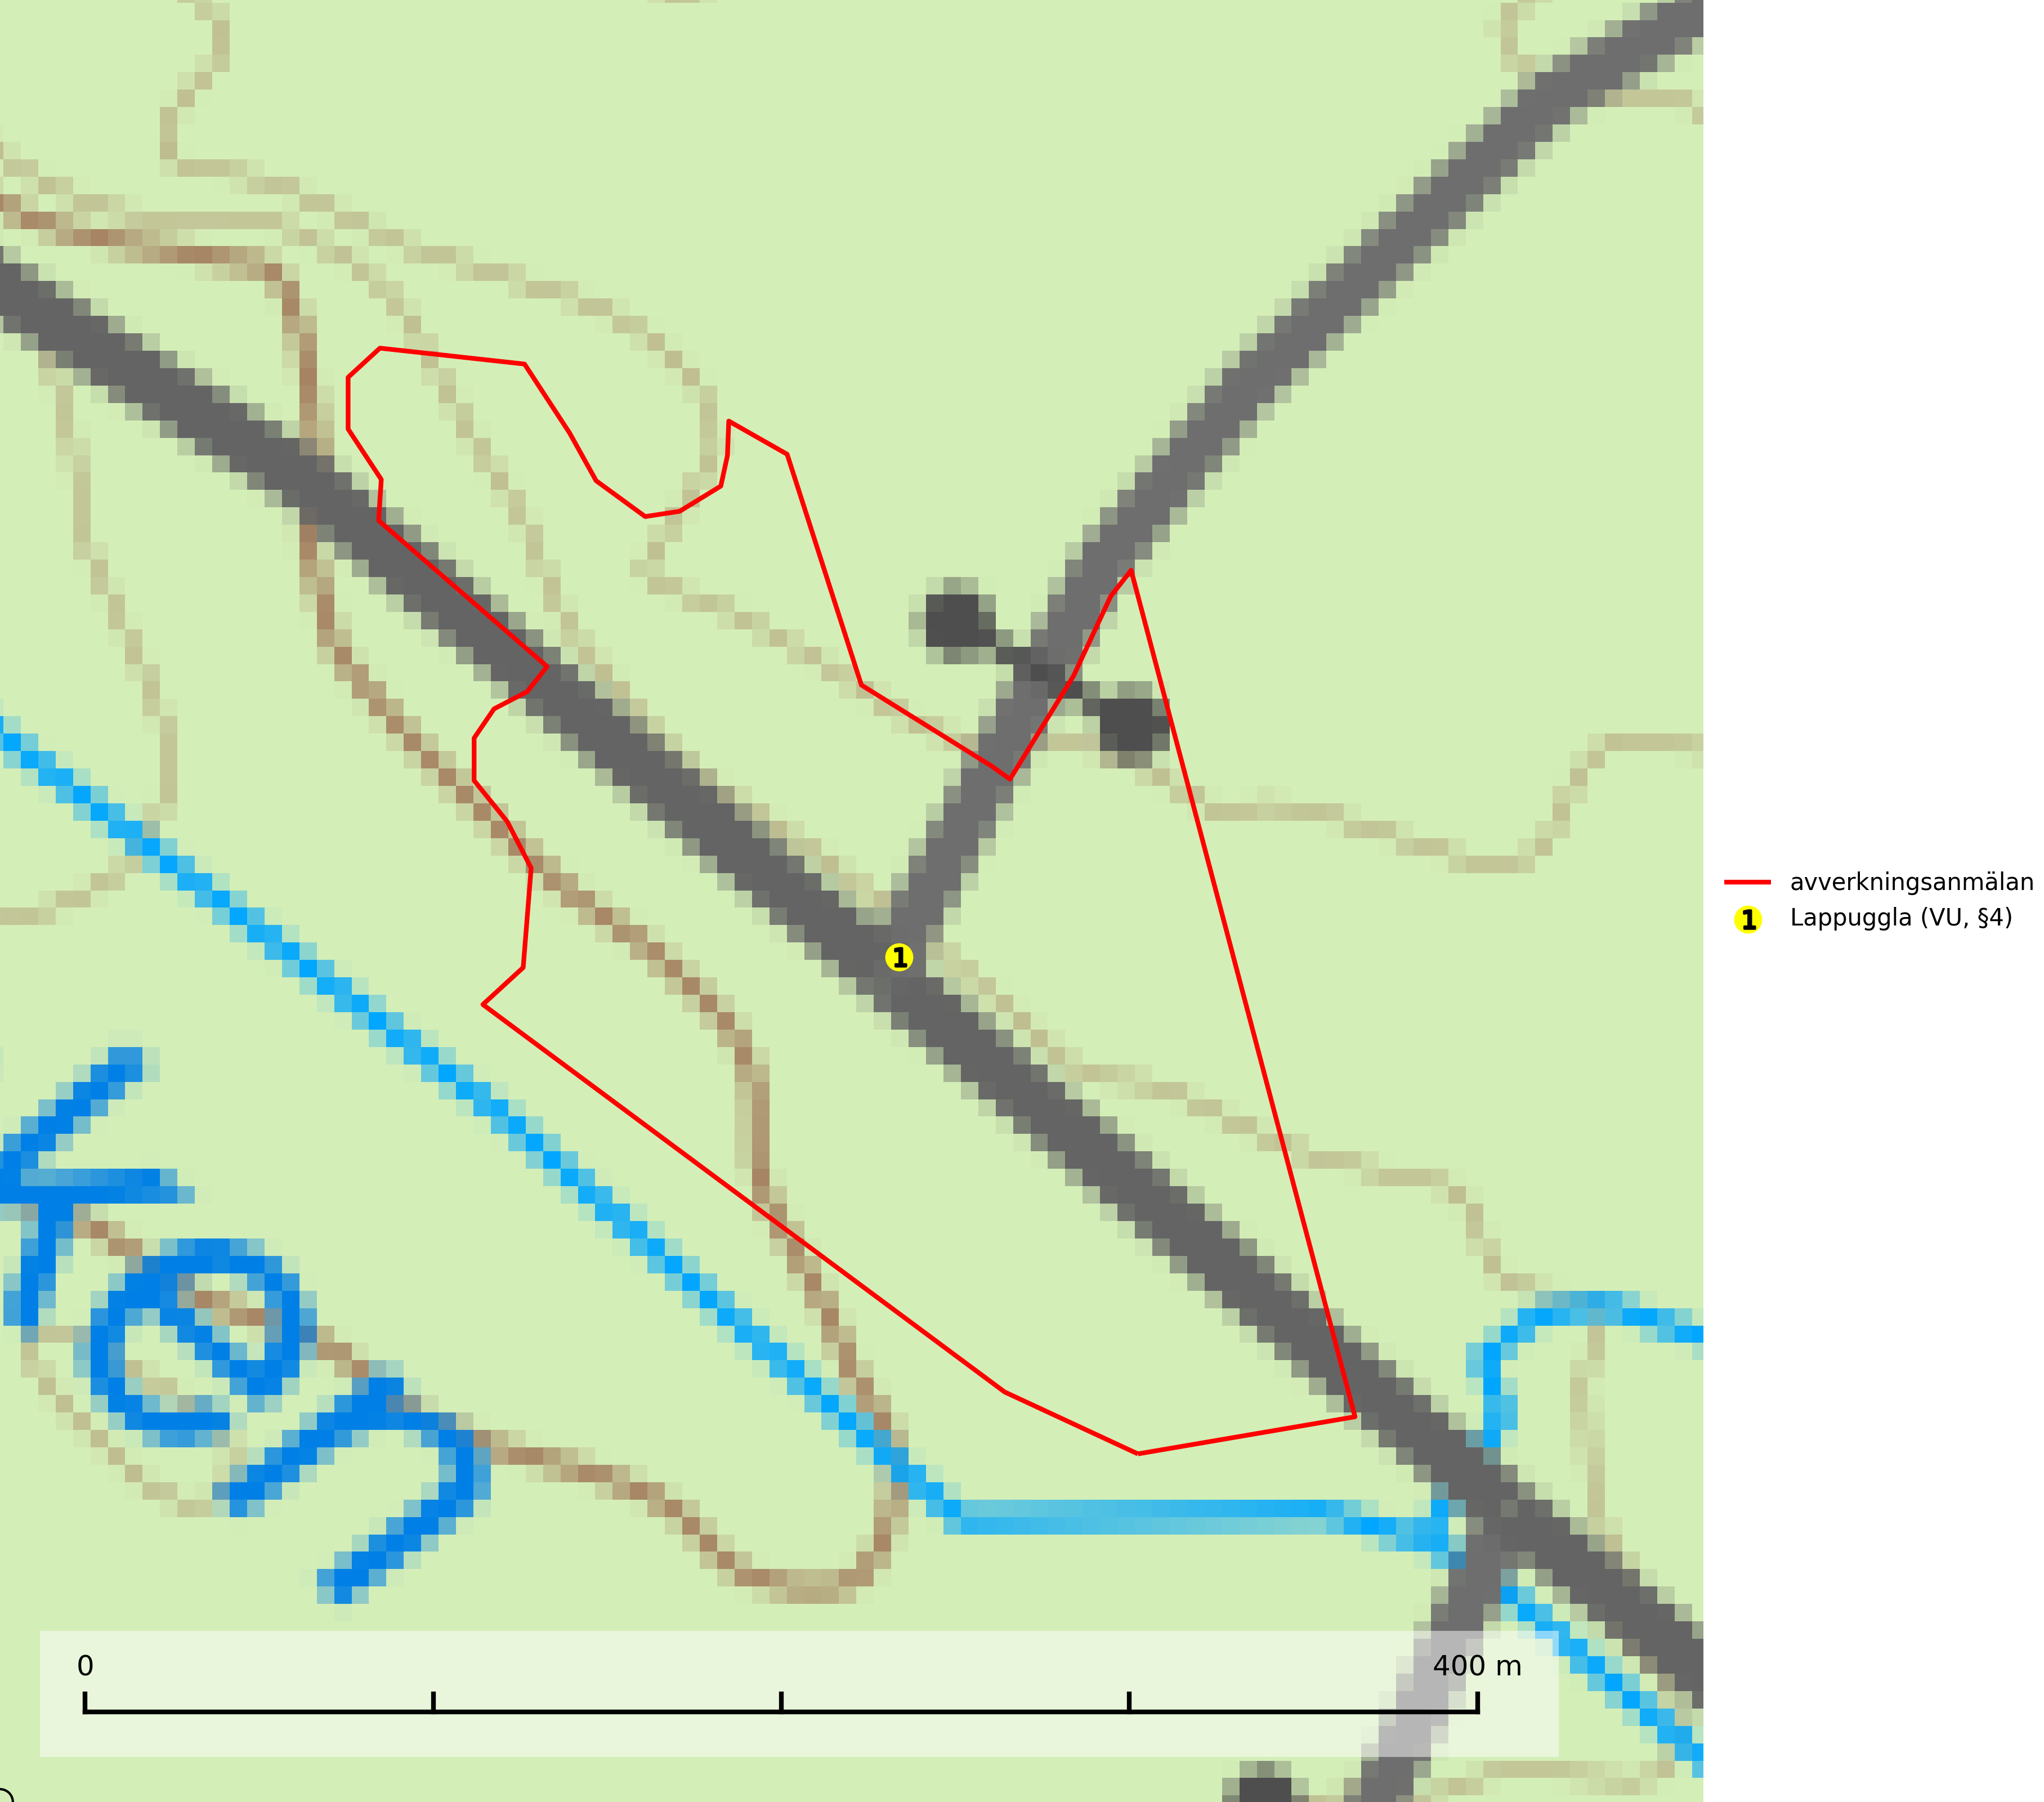 1
avverkningsanmälan
1 Lappuggla (VU, §4)
0 400 m